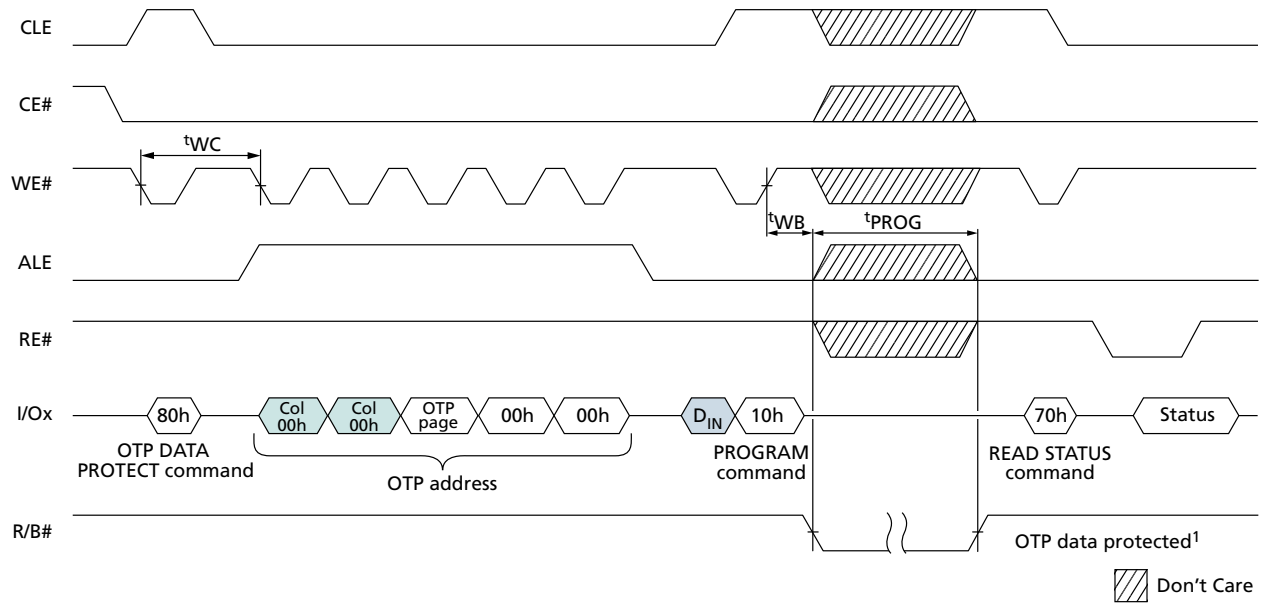 CLE
CE#
tWC
WE#
tWB
tPROG
ALE
RE#
I/Ox
80h
Col
00h
Col
00h
OTP
page
00h
00h
DIN
10h
70h
Status
OTP DATA
PROTECT command
OTP address
PROGRAM
command
READ STATUS
command
R/B#
OTP data protected1
Don't Care